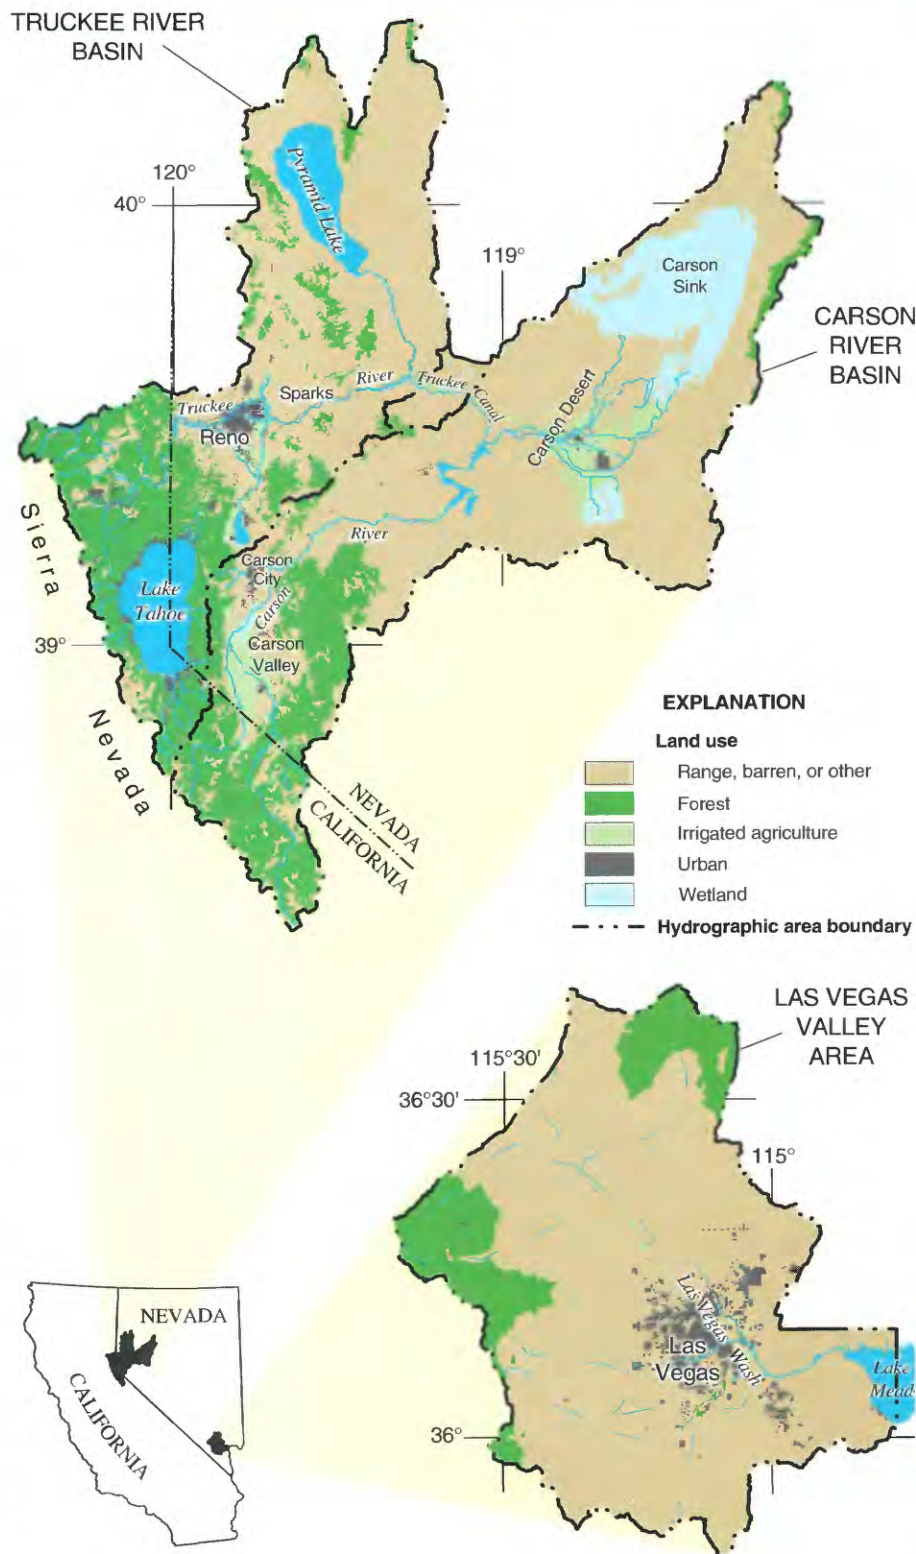 TRUCKEE RIVER
BASIN
120°
40°
Pyramid Lake
119°
Carson
Sink
CARSON
RIVER
BASIN
Truckee
Sparks
River
Truckee
Canal
Reno
Carson Desert
Sierra
Nevada
River
Carson
City
Carson
Lake
Tahoe
39°
Carson
Valley
NEVADA
CALIFORNIA
EXPLANATION
Land use
Range, barren, or other
Forest
Irrigated agriculture
Urban
Wetland
Hydrographic area boundary
LAS VEGAS
VALLEY
AREA
115°30'
36°30'
115°
Las Vegas Wash
Las
Vegas
Lake
Mead
36°
NEVADA
CALIFORNIA